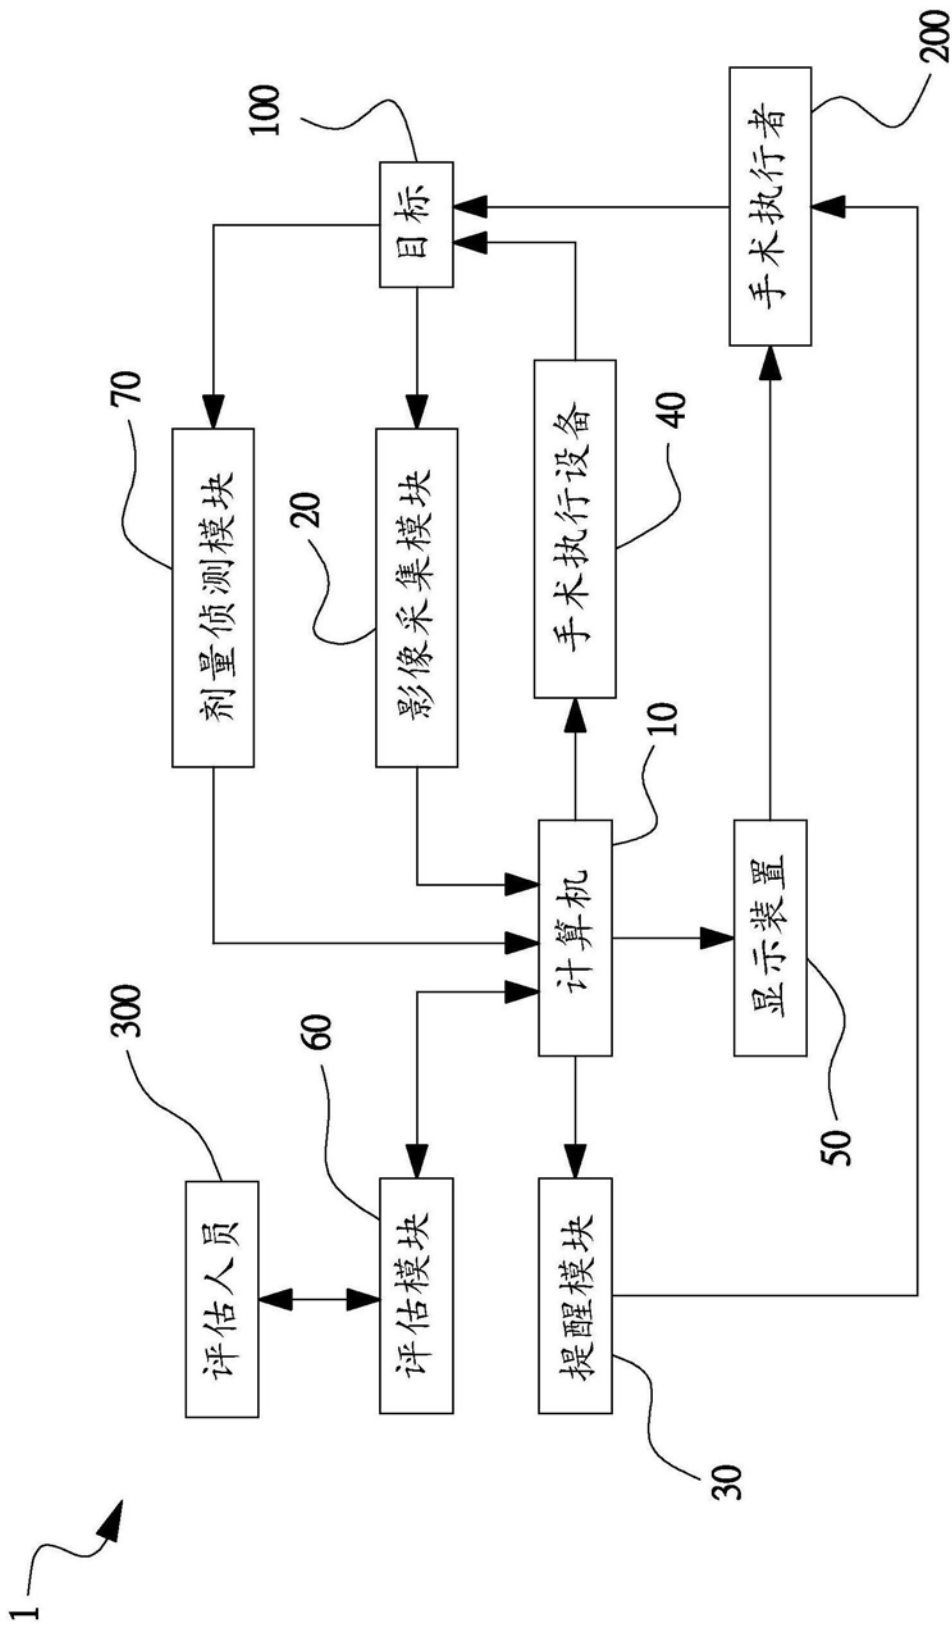 1
评估人员
300
剂量侦测模块
70
评估模块
60
影像采集模块
20
目标
100
提醒模块
30
计算机
10
手术执行设备
40
显示装置
50
手术执行者
200